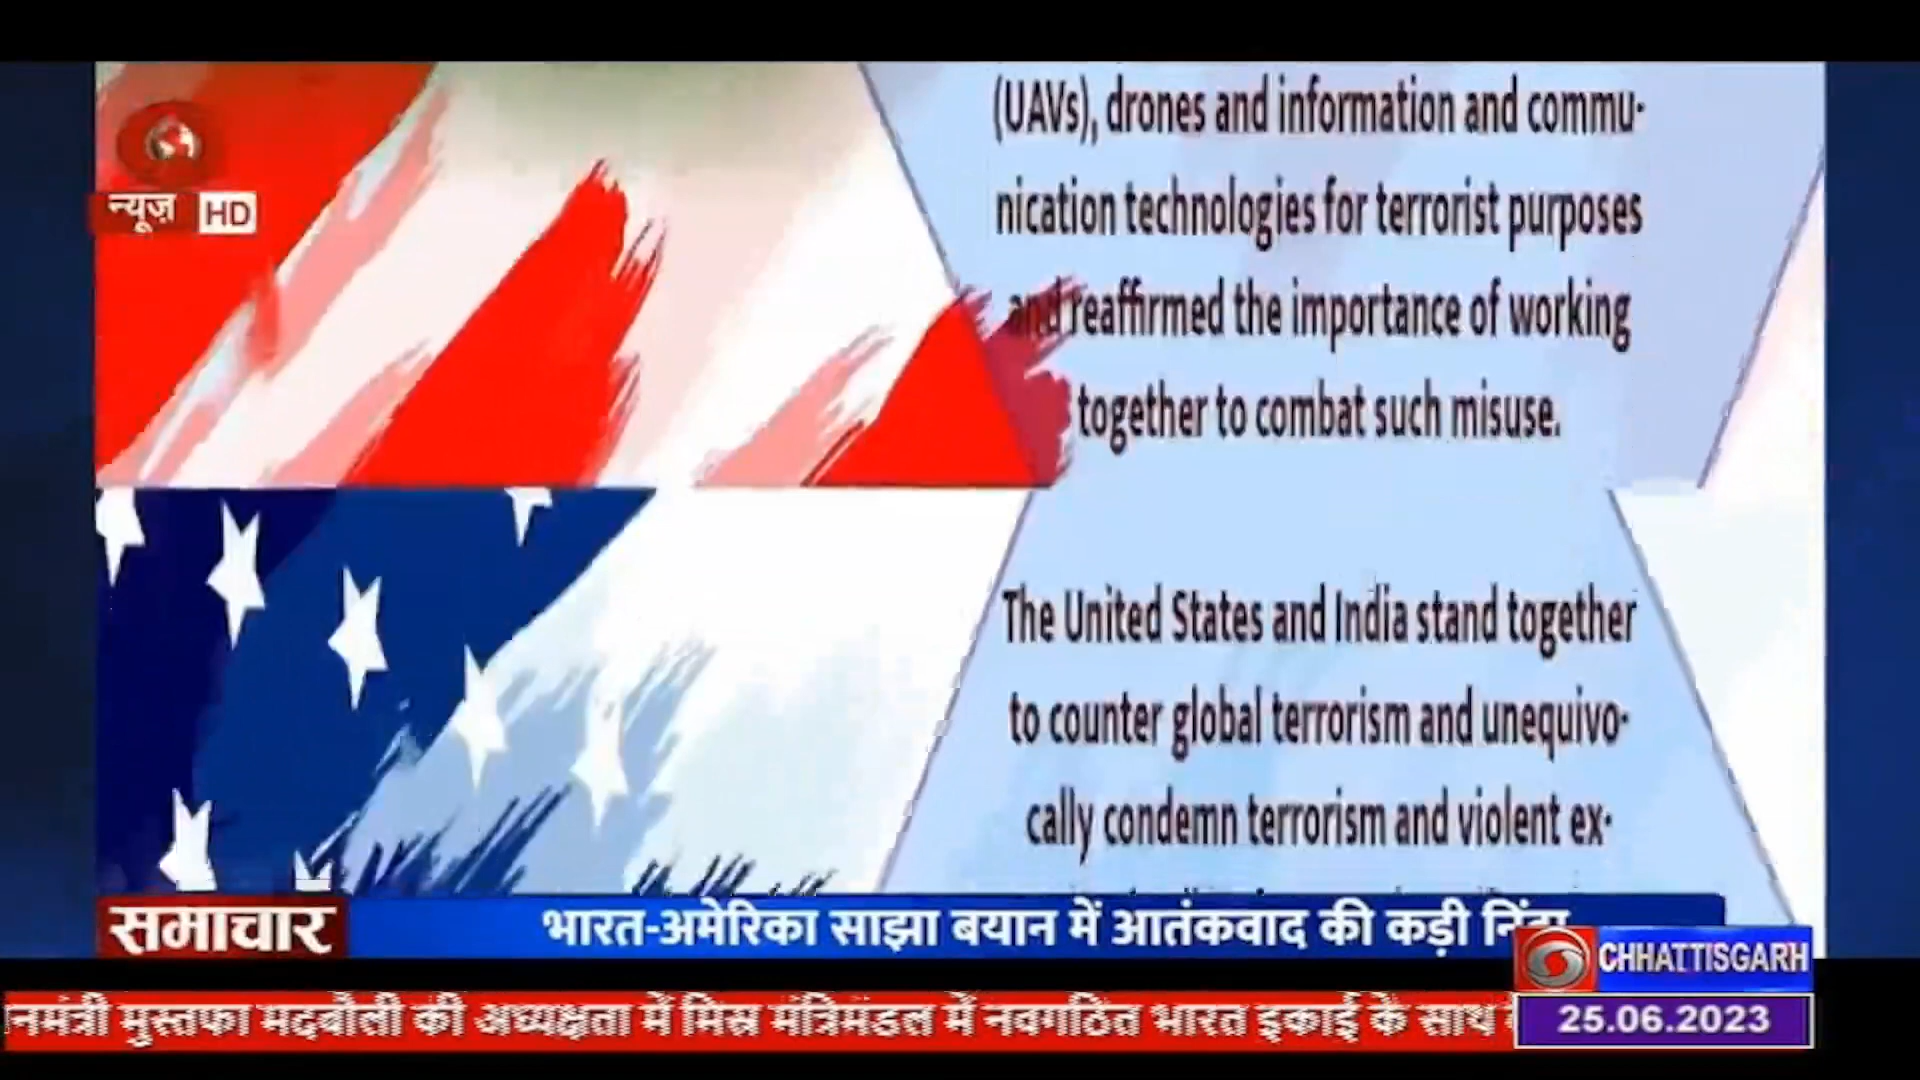 (UAVs), drones and information and commu-
nication technologies for terrorist purposes
and reaffirmed the importance of working
together to combat such misuse.
The United States and India stand together
to counter global terrorism and unequivo-
cally condemn terrorism and violent ex-
न्यूज़ HD
समाचार
भारत-अमेरिका साझा बयान में आतंकवाद की कड़ी निंदा
CHHATTISGARH
मुस्तफा मदबौली की अध्यक्षता में मिस्र मंत्रिमंडल में नवगठित भारत इकाई के साथ
25.06.2023